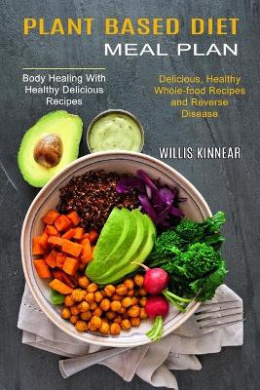 PLANT BASED DIET
MEAL PLAN
Body Healing With
Healthy Delicious
Recipes
Delicious, Healthy
Whole-food Recipes
and Reverse
Disease
WILLIS KINNEAR